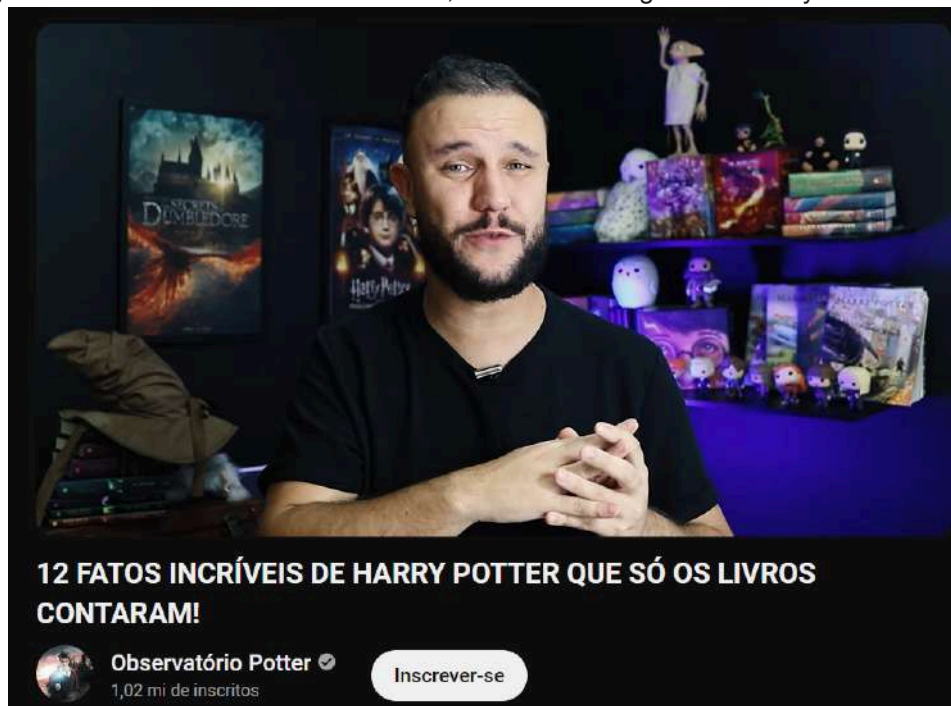 SECRETS
DUMBLEDORE
Harry Potter
12 FATOS INCRÍVEIS DE HARRY POTTER QUE SÓ OS LIVROS
CONTARAM!
Observatório Potter
1,02 mi de inscritos
Inscrever-se